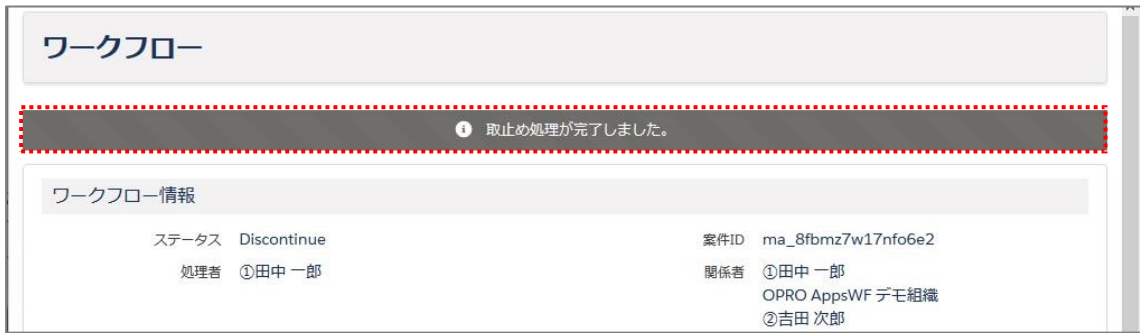 ワークフロー
取止め処理が完了しました。
ワークフロー情報
ステータス Discontinue
案件ID ma_8fbmz7w17nfo6e2
処理者 ①田中 一郎
関係者 ①田中 一郎
OPRO AppsWF デモ組織
②吉田 次郎